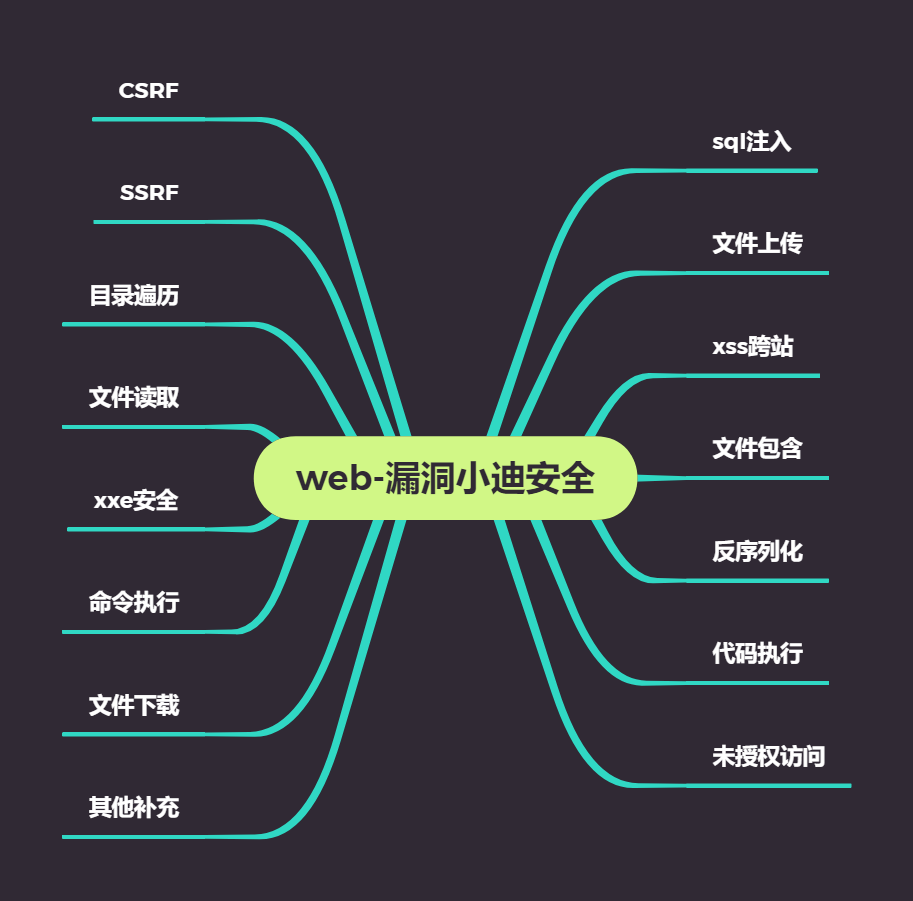 CSRF
SSRF
目录遍历
文件读取
xxe安全
命令执行
文件下载
其他补充
web-漏洞小迪安全
sql注入
文件上传
xss跨站
文件包含
反序列化
代码执行
未授权访问